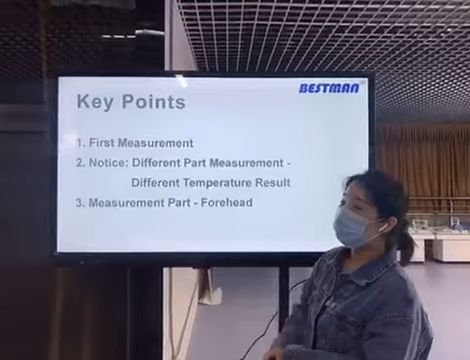 BESTMAN
Key Points
1. First Measurement
2. Notice: Different Part Measurement -
Different Temperature Result
3. Measurement Part - Forehead